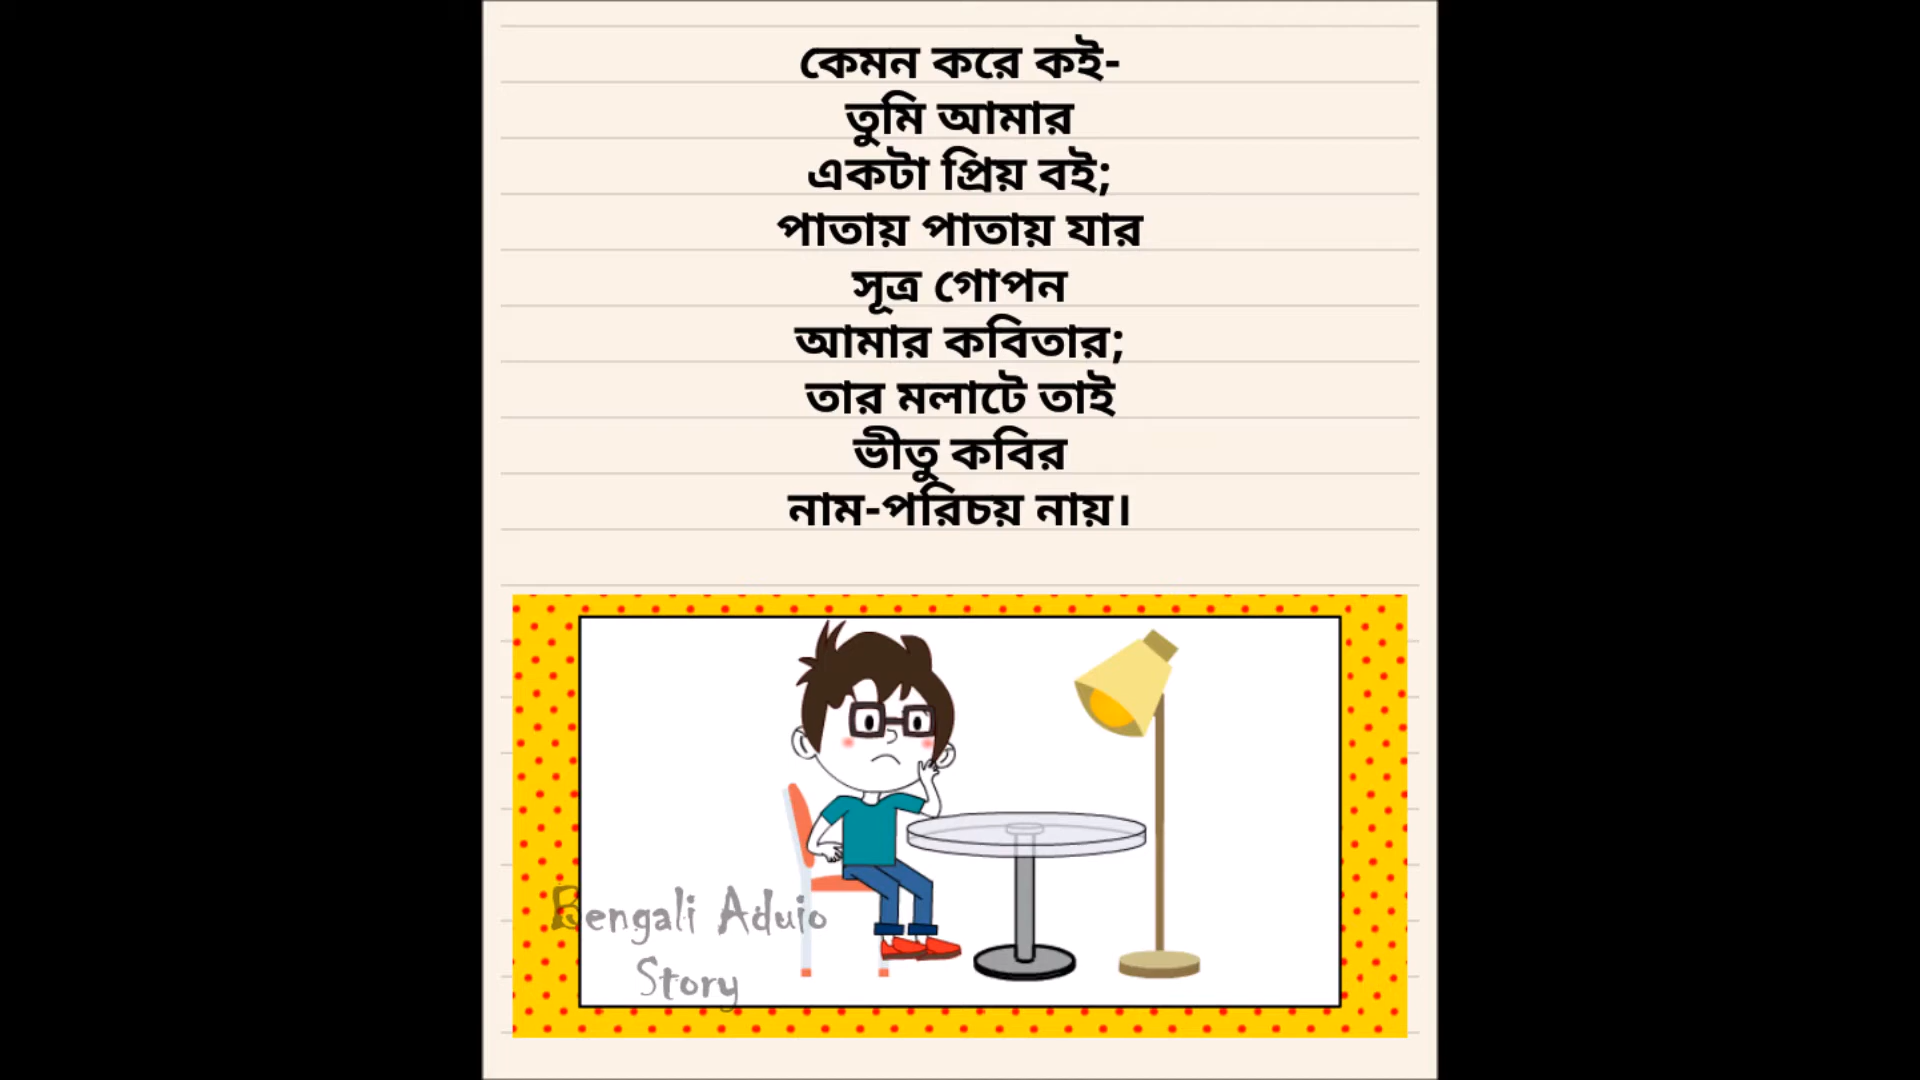 কেমন করে কই-
তুমি আমার
একটা প্রিয় বই;
পাতায় পাতায় যার
সূত্র গোপন
আমার কবিতার;
তার মলাটে তাই
ভীতু কবির
নাম-পরিচয় নায়।
Bengali Aduio
Story